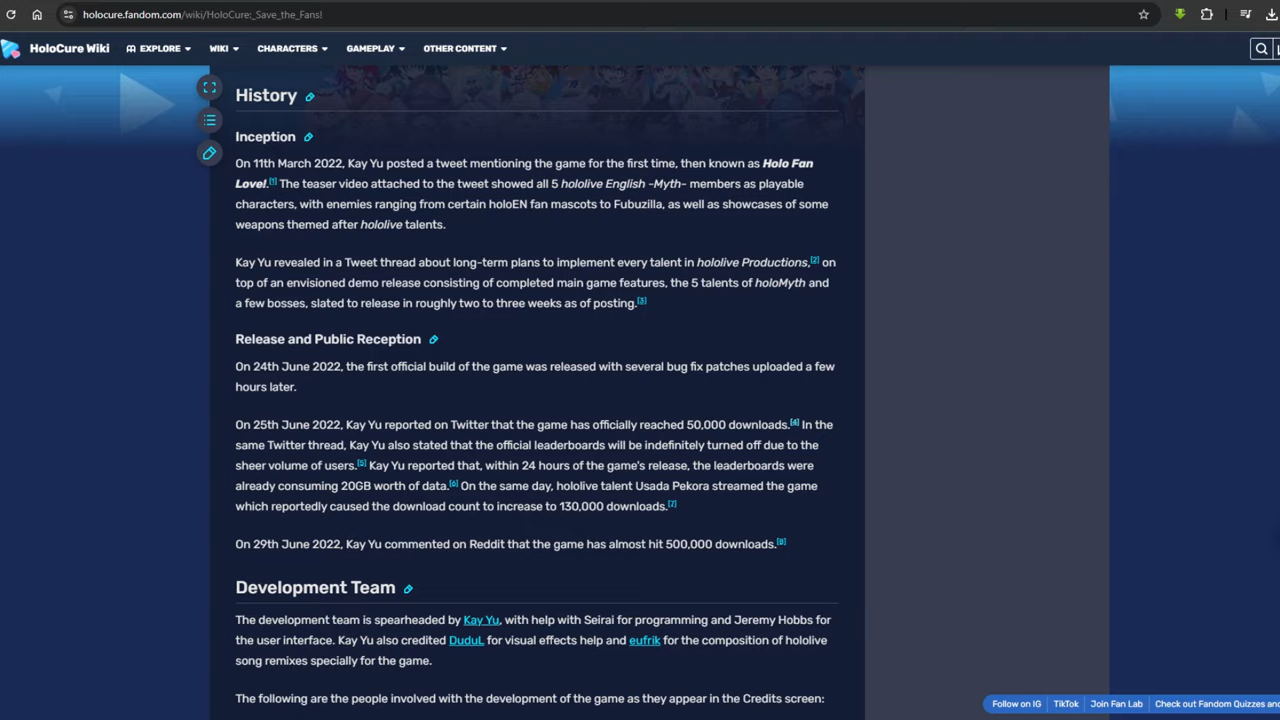 holocure.fandom.com/wiki/HoloCure:_Save_the_Fans!
HoloCure Wiki
EXPLORE
WIKI
CHARACTERS
GAMEPLAY
OTHER CONTENT
History
Inception
On 11th March 2022, Kay Yu posted a tweet mentioning the game for the first time, then known as Holo Fan
Love!.[1] The teaser video attached to the tweet showed all 5 hololive English -Myth- members as playable
characters, with enemies ranging from certain holoEN fan mascots to Fubuzilla, as well as showcases of some
weapons themed after hololive talents.
Kay Yu revealed in a Tweet thread about long-term plans to implement every talent in hololive Productions,[2] on
top of an envisioned demo release consisting of completed main game features, the 5 talents of holoMyth and
a few bosses, slated to release in roughly two to three weeks as of posting.[3]
Release and Public Reception
On 24th June 2022, the first official build of the game was released with several bug fix patches uploaded a few
hours later.
On 25th June 2022, Kay Yu reported on Twitter that the game has officially reached 50,000 downloads.[4] In the
same Twitter thread, Kay Yu also stated that the official leaderboards will be indefinitely turned off due to the
sheer volume of users.[5] Kay Yu reported that, within 24 hours of the game's release, the leaderboards were
already consuming 20GB worth of data.[6] On the same day, hololive talent Usada Pekora streamed the game
which reportedly caused the download count to increase to 130,000 downloads.[7]
On 29th June 2022, Kay Yu commented on Reddit that the game has almost hit 500,000 downloads.[8]
Development Team
The development team is spearheaded by Kay Yu, with help with Seirai for programming and Jeremy Hobbs for
the user interface. Kay Yu also credited DuduL for visual effects help and eufrik for the composition of hololive
song remixes specially for the game.
The following are the people involved with the development of the game as they appear in the Credits screen:
Follow on IG
TikTok
Join Fan Lab
Check out Fandom Quizzes and